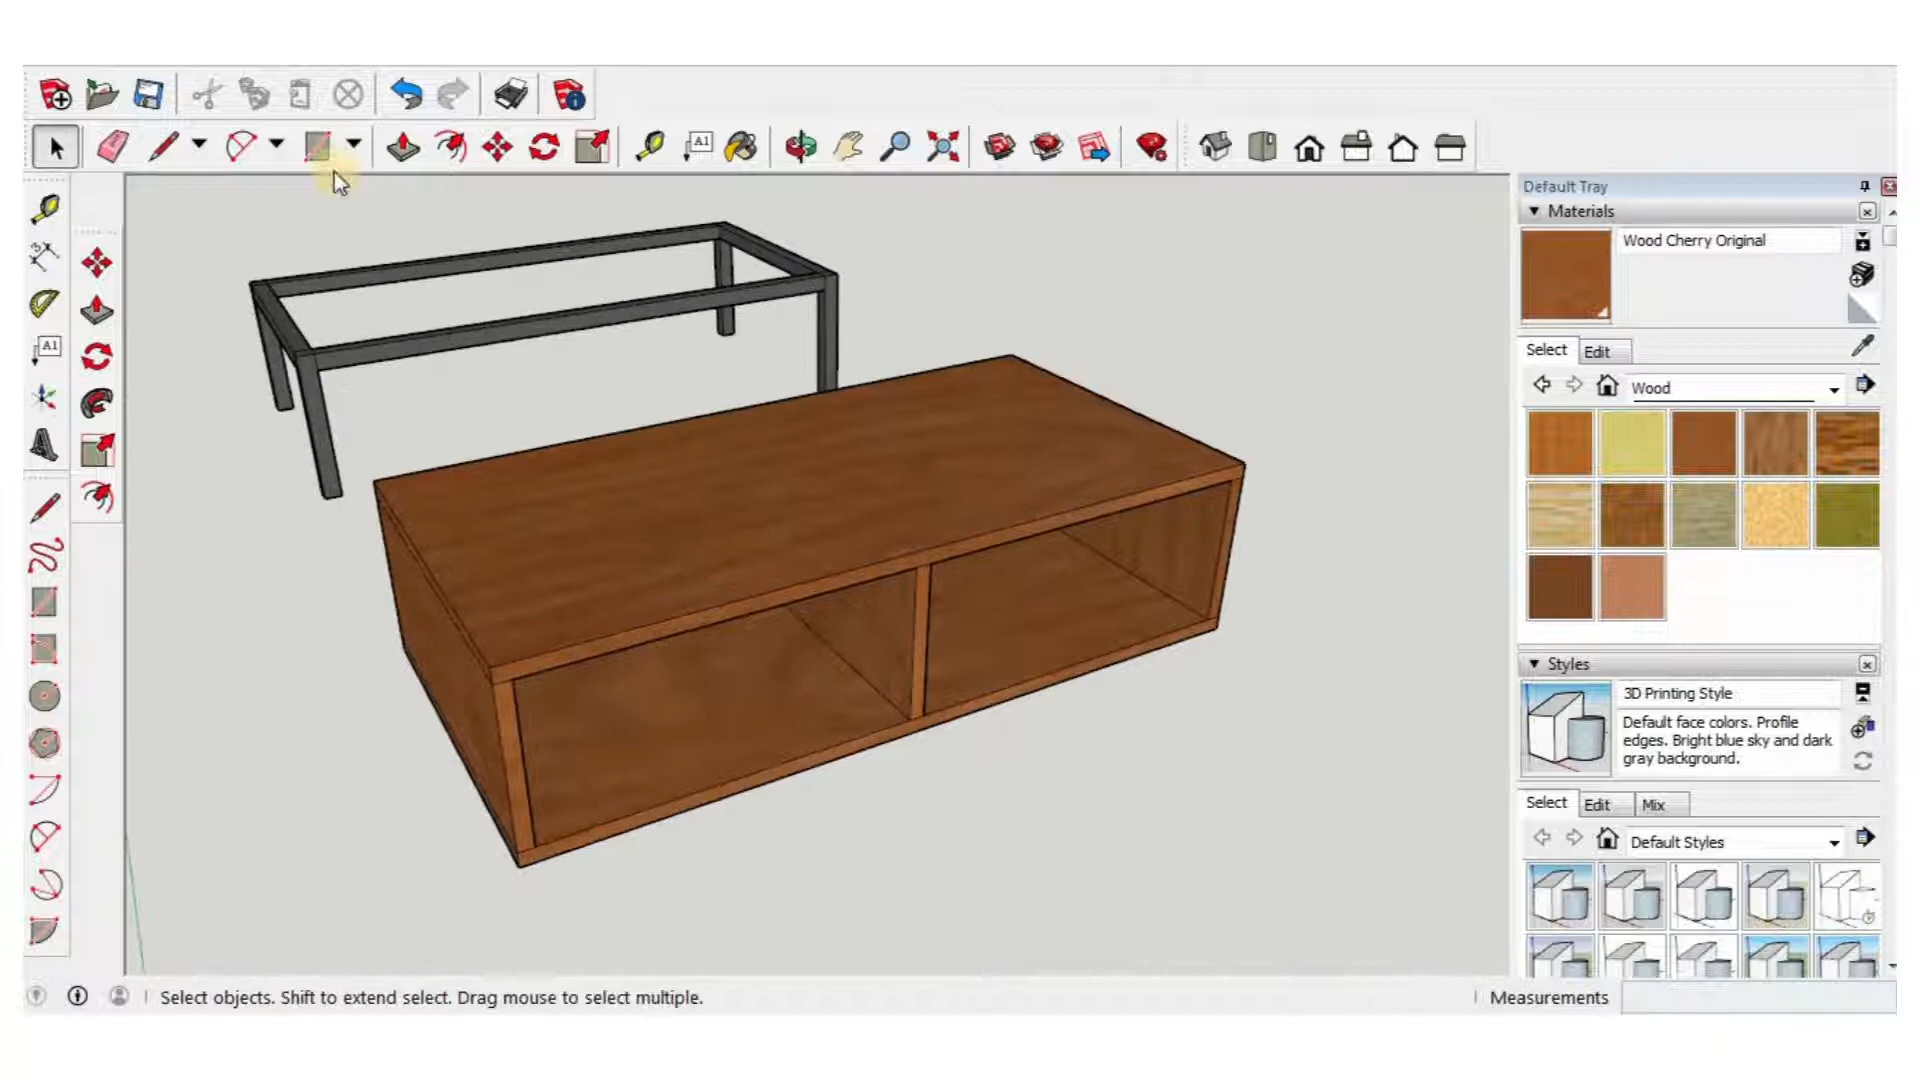 A1
Default Tray
Materials
Wood Cherry Original
A1
Select Edit
Wood
Styles
3D Printing Style
Default face colors. Profile
edges. Bright blue sky and dark
gray background.
Select Edit Mix
Default Styles
Select objects. Shift to extend select. Drag mouse to select multiple.
Measurements